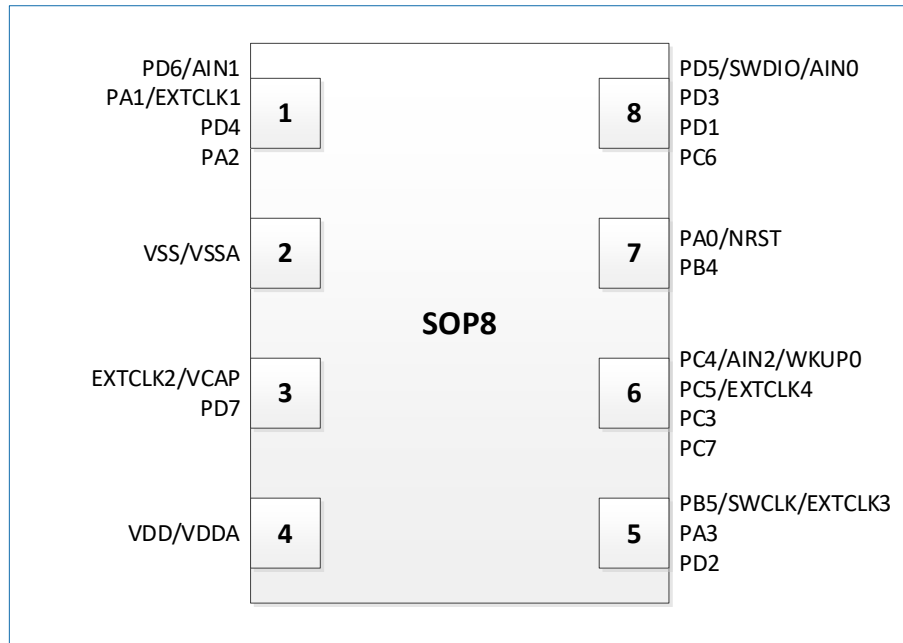 PD6/AIN1
PA1/EXTCLK1
PD4
PA2
1
VSS/VSSA
2
EXTCLK2/VCAP
PD7
3
VDD/VDDA
4
SOP8
8
PD5/SWDIO/AIN0
PD3
PD1
PC6
7
PA0/NRST
PB4
6
PC4/AIN2/WKUP0
PC5/EXTCLK4
PC3
PC7
5
PB5/SWCLK/EXTCLK3
PA3
PD2